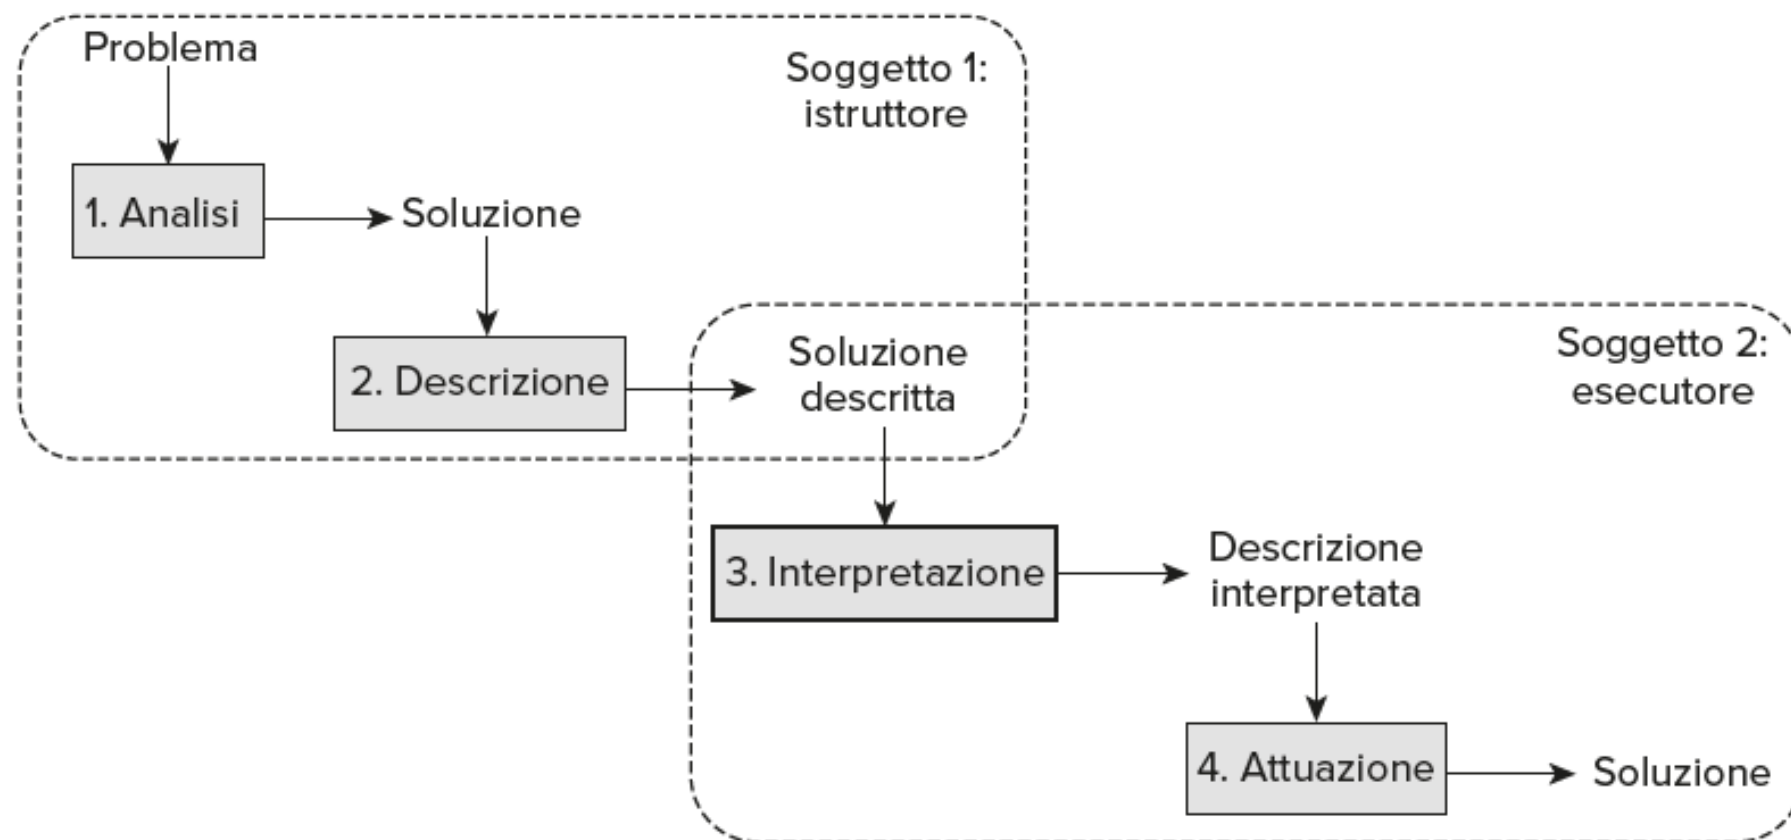 Problema
Soggetto 1:
istruttore
1. Analisi
Soluzione
2. Descrizione
Soluzione
descritta
Soggetto 2:
esecutore
3. Interpretazione
Descrizione
interpretata
4. Attuazione
Soluzione